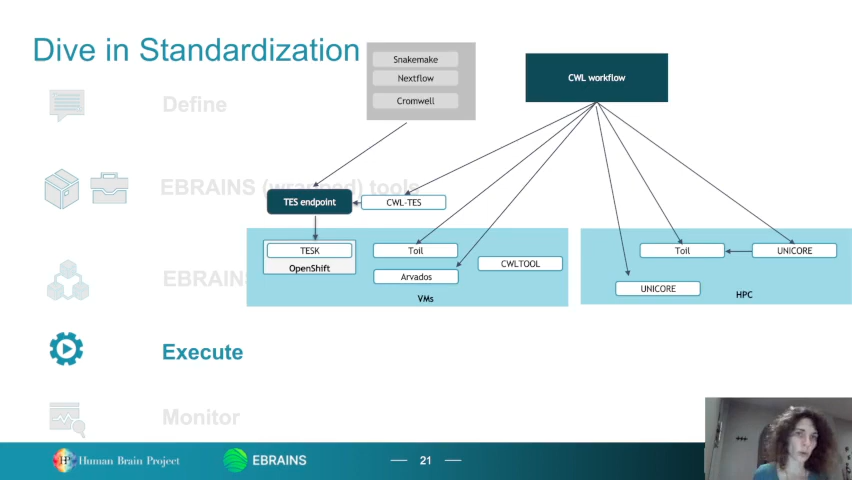 Dive in Standardization
Snakemake
Nextflow
Cromwell
CWL workflow
Define
EBRAINS (wrapped) tools
TES endpoint
CWL-TES
TESK
OpenShift
Toil
Arvados
CWLTOOL
VMs
Toil
UNICORE
UNICORE
HPC
EBRAINS
Execute
Monitor
Human Brain Project
EBRAINS
21